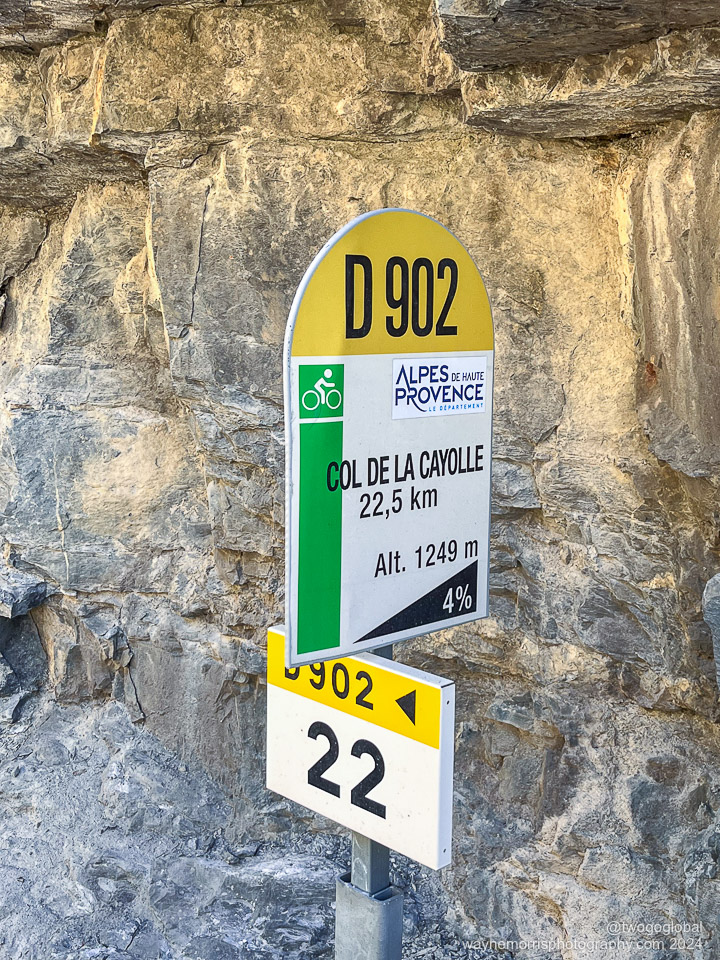 D 902
ALPES DE HAUTE
PROVENCE
LE DÉPARTEMENT
COL DE LA CAYOLLE
22,5 km
Alt. 1249 m
4%
D 902
22
@twogoglobal
waynemorrisphotography.com 2024